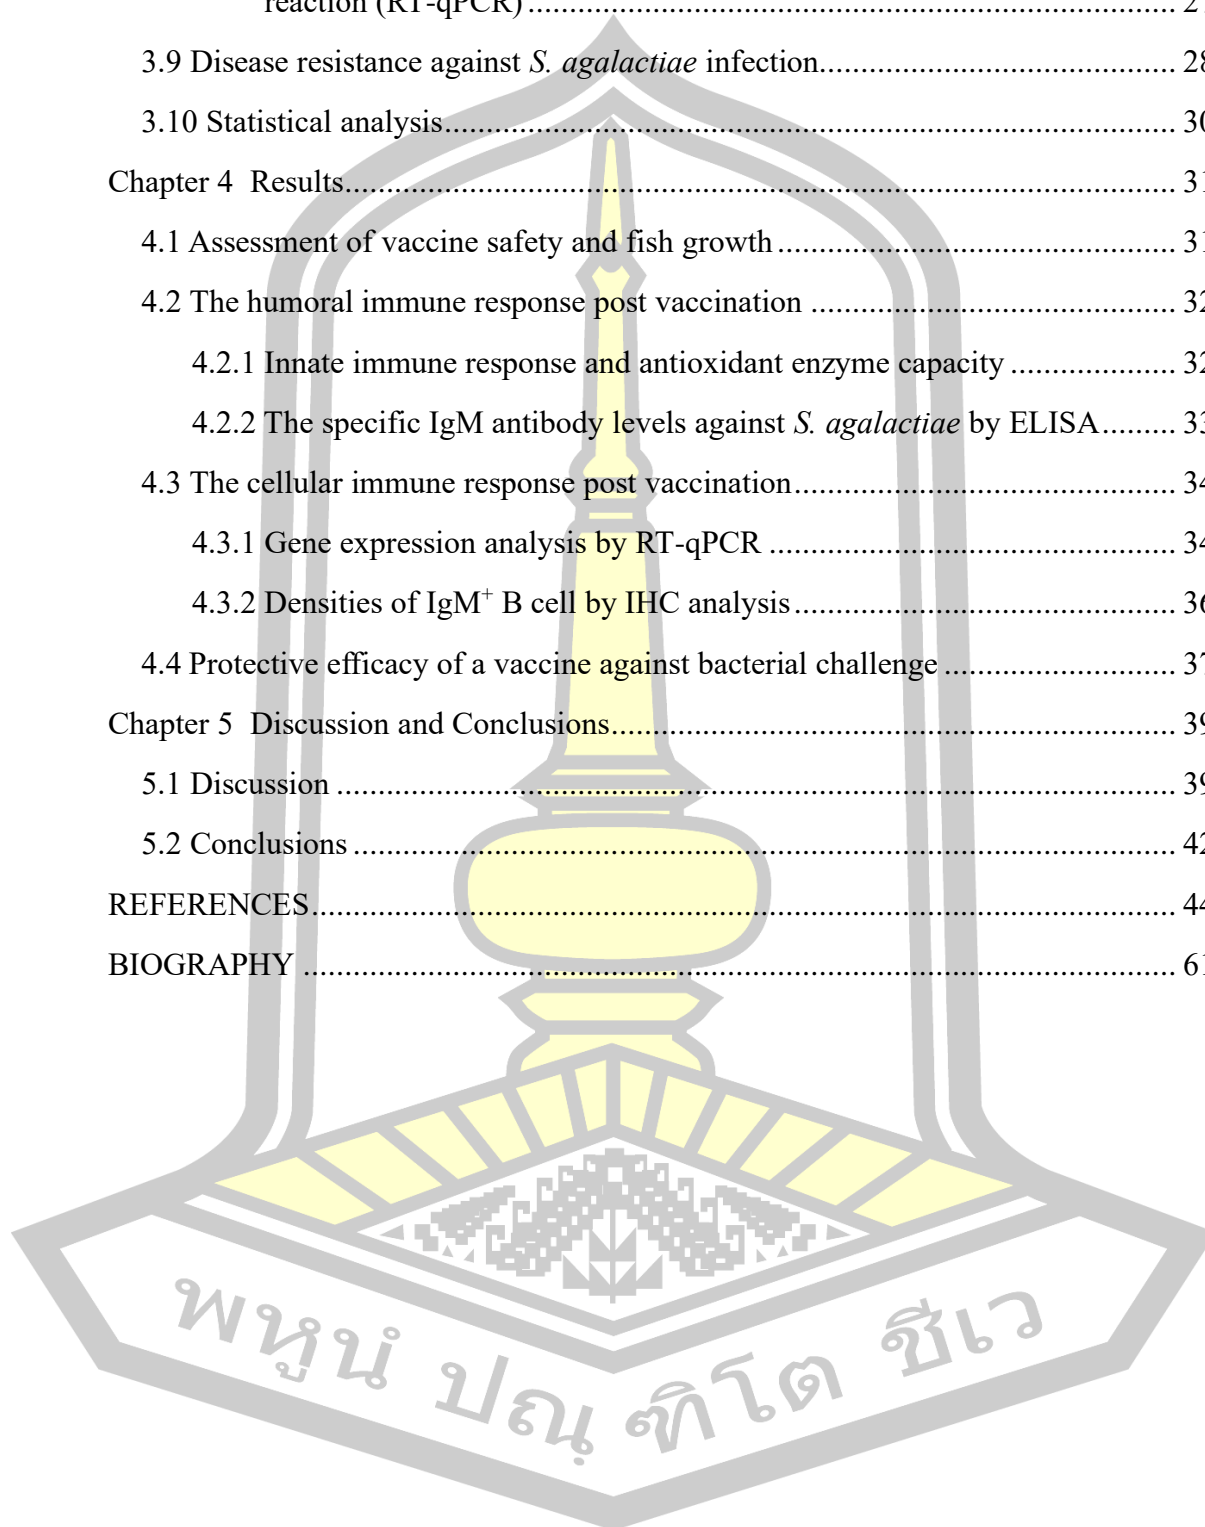 reaction (RT-qPCR) ........ 27
3.9 Disease resistance against S. agalactiae infection........ 28
3.10 Statistical analysis........ 30
Chapter 4 Results........ 31
4.1 Assessment of vaccine safety and fish growth ........ 31
4.2 The humoral immune response post vaccination ........ 32
4.2.1 Innate immune response and antioxidant enzyme capacity ........ 32
4.2.2 The specific IgM antibody levels against S. agalactiae by ELISA........ 33
4.3 The cellular immune response post vaccination........ 34
4.3.1 Gene expression analysis by RT-qPCR ........ 34
4.3.2 Densities of IgM⁺ B cell by IHC analysis........ 36
4.4 Protective efficacy of a vaccine against bacterial challenge ........ 37
Chapter 5 Discussion and Conclusions........ 39
5.1 Discussion ........ 39
5.2 Conclusions ........ 42
REFERENCES........ 44
BIOGRAPHY ........ 61
พหูนํ ปณฺฑิโต ชีเว